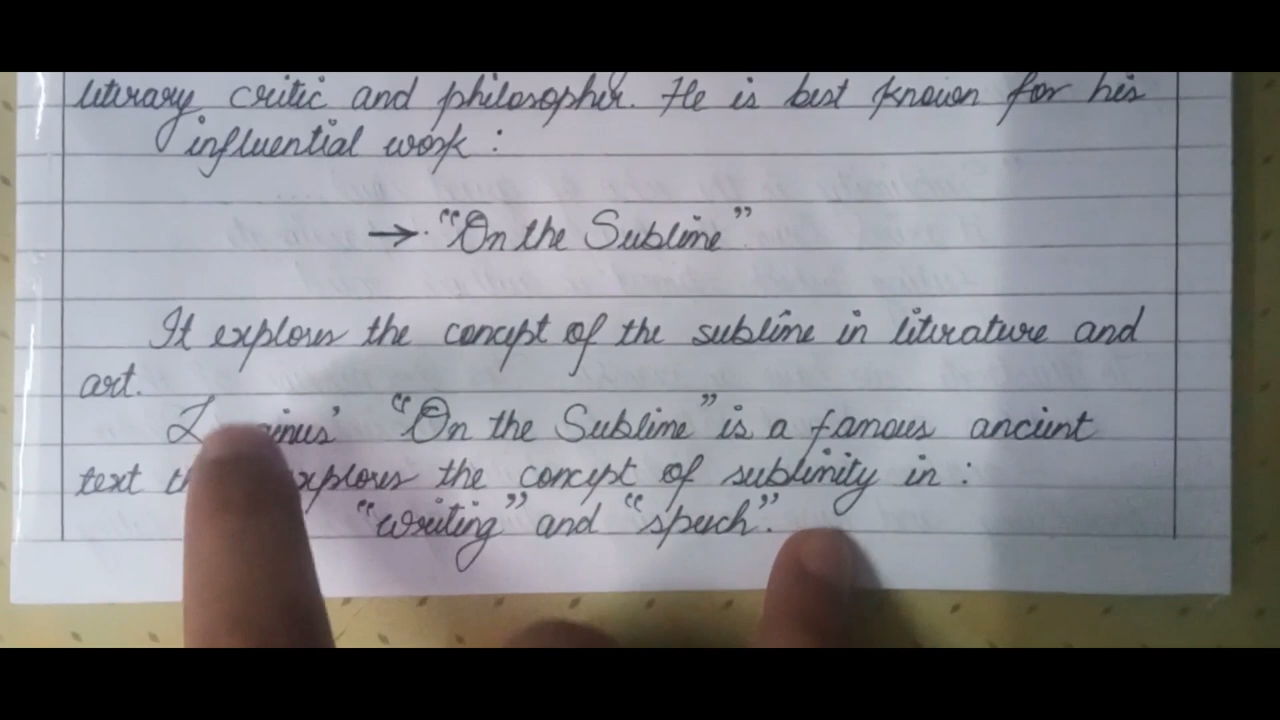 literary critic and philosopher. He is best known for his
influential work :
→ "On the Sublime"
It explores the concept of the sublime in literature and
art.
"On the Sublime" is a famous ancient
text explores the concept of sublimity in :
"writing" and "speech".